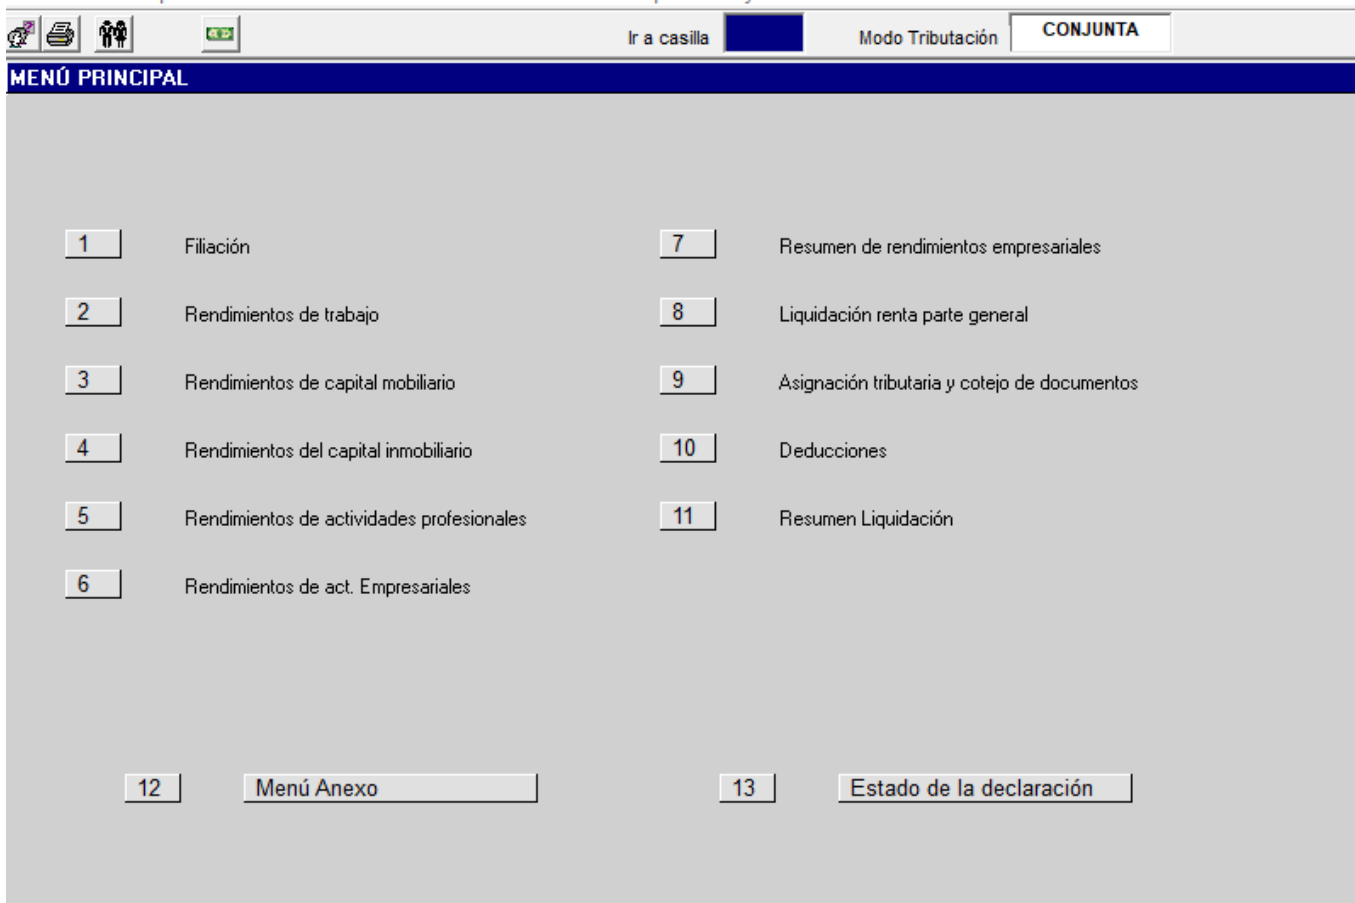 Ir a casilla
Modo Tributación CONJUNTA
MENÚ PRINCIPAL
1 Filiación
2 Rendimientos de trabajo
3 Rendimientos de capital mobiliario
4 Rendimientos del capital inmobiliario
5 Rendimientos de actividades profesionales
6 Rendimientos de act. Empresariales
7 Resumen de rendimientos empresariales
8 Liquidación renta parte general
9 Asignación tributaria y cotejo de documentos
10 Deducciones
11 Resumen Liquidación
12 Menú Anexo
13 Estado de la declaración